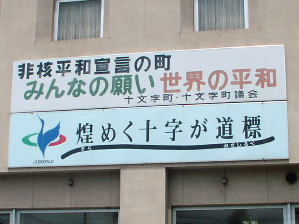 非核平和宣言の町
みんなの願い世界の平和
十文字町・十文字町議会
煌めく十字が道標
JUMONJI